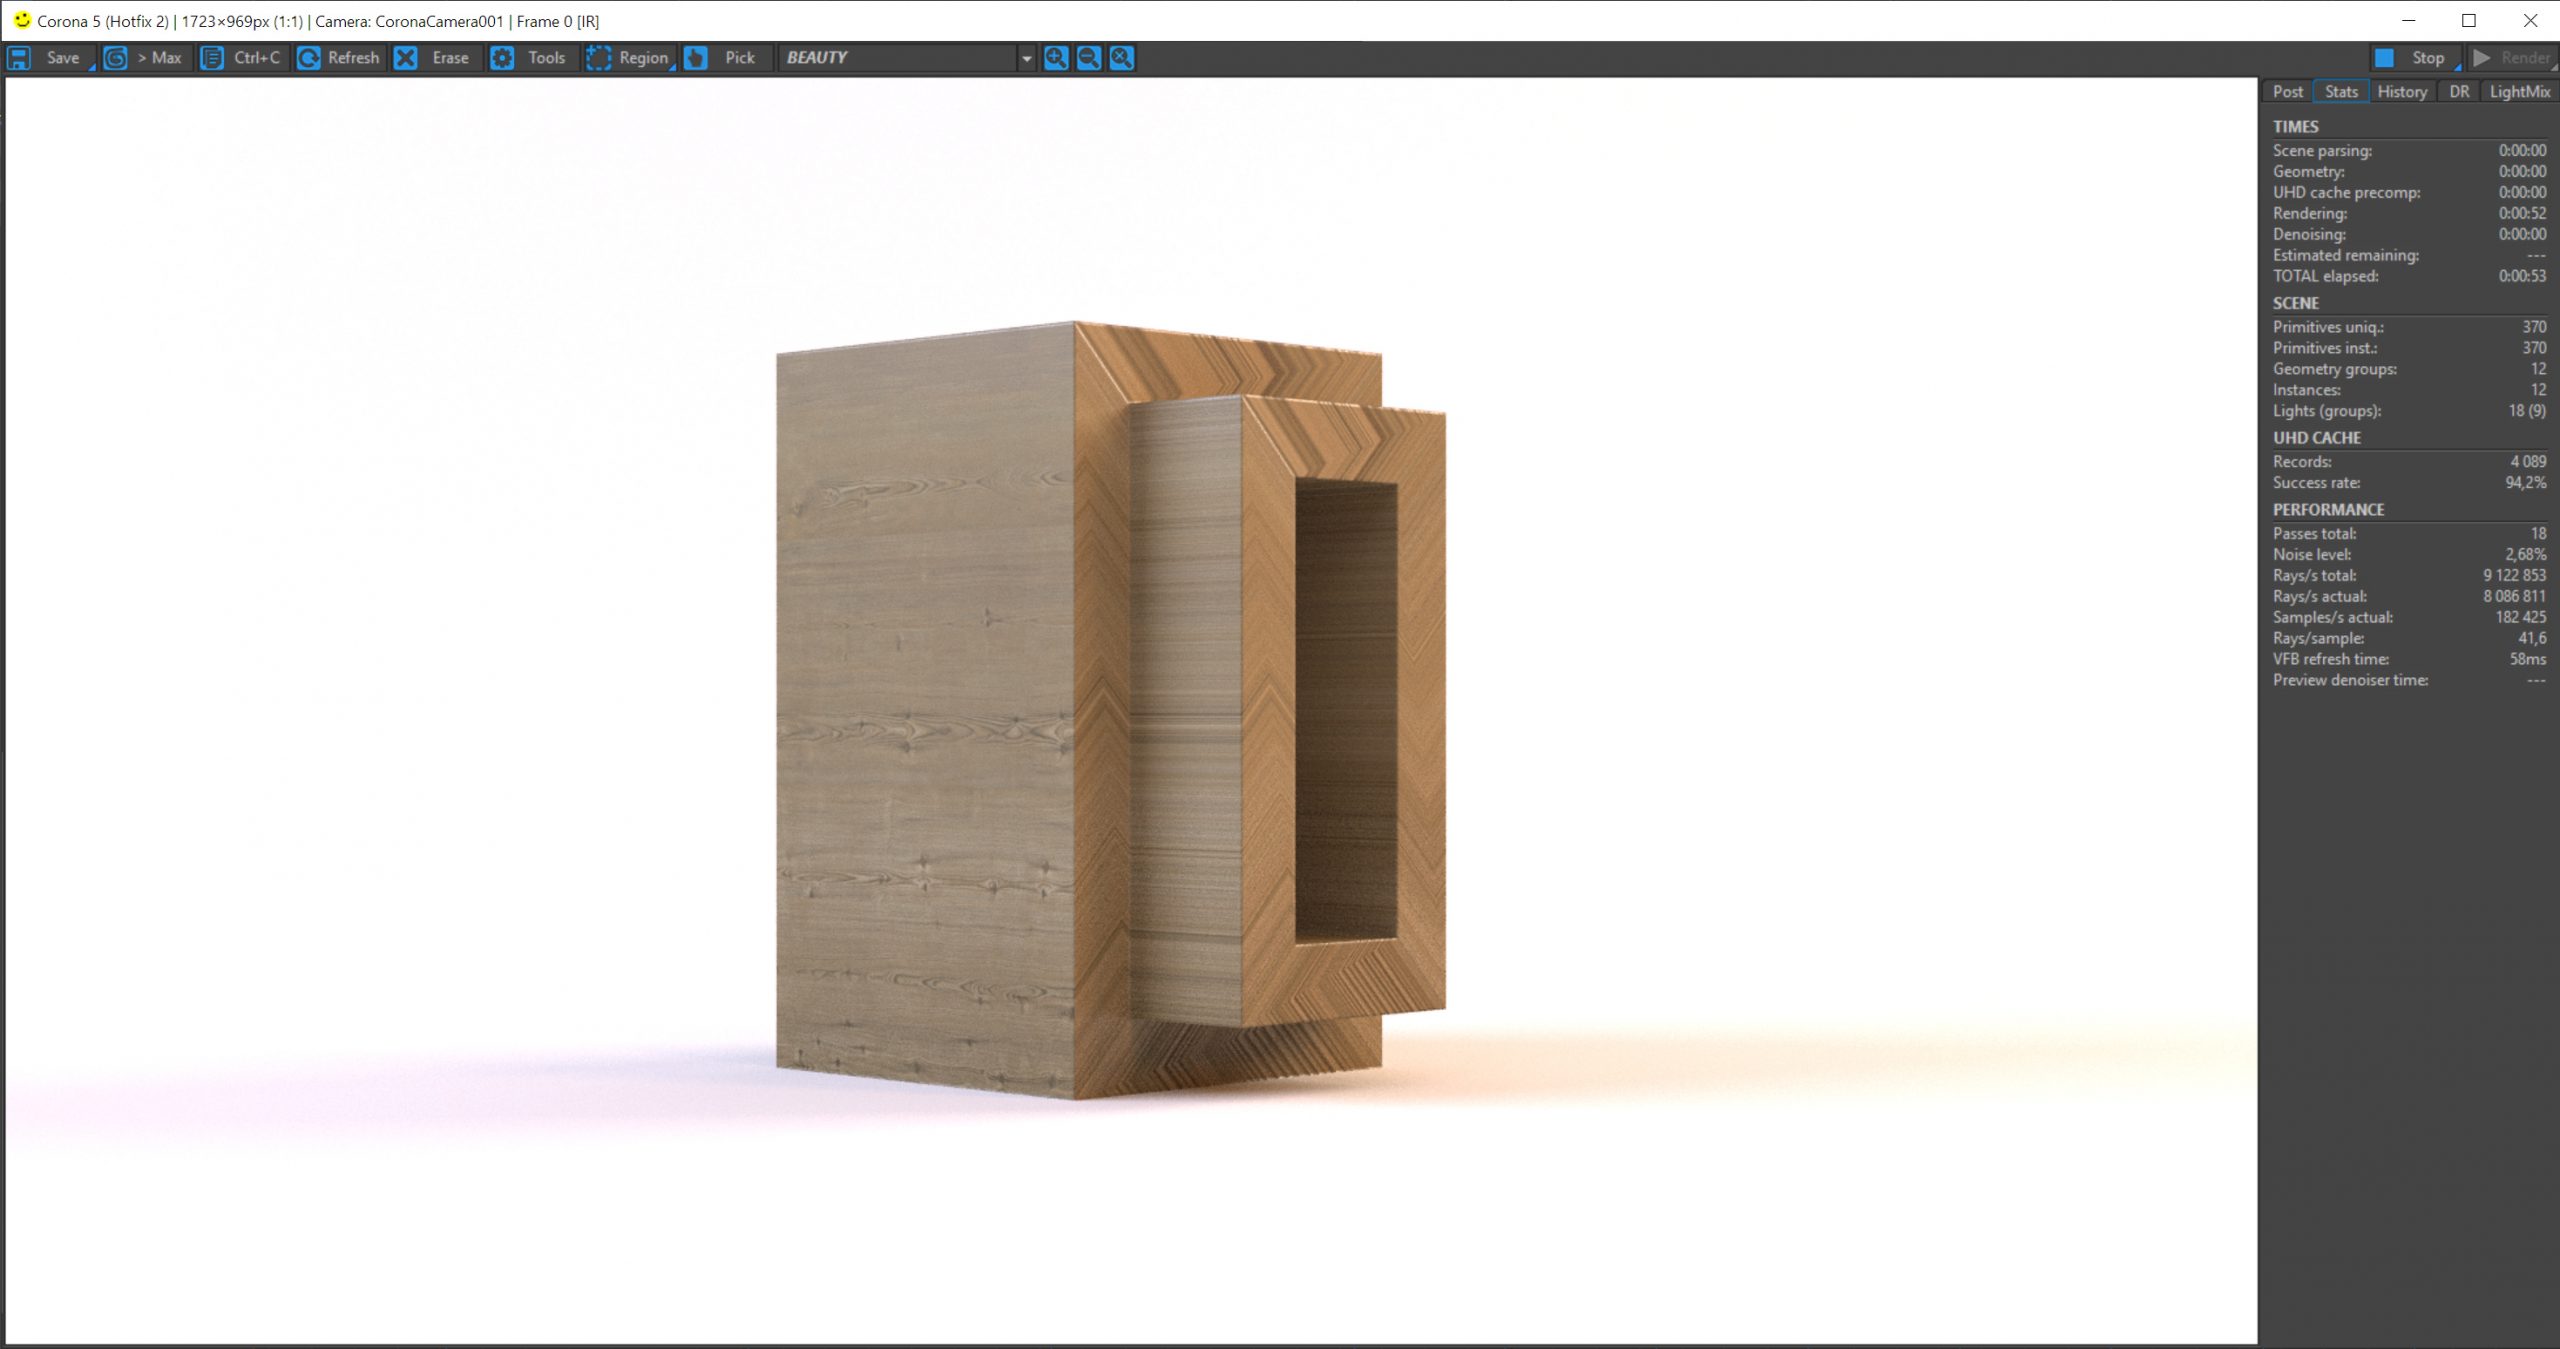 Corona 5 (Hotfix 2) | 1723×969px (1:1) | Camera: CoronaCamera001 | Frame 0 [IR]
Save > Max Ctrl+C Refresh Erase Tools Region Pick BEAUTY Stop Render
Post Stats History DR LightMix
TIMES
Scene parsing: 0:00:00
Geometry: 0:00:00
UHD cache precomp: 0:00:00
Rendering: 0:00:52
Denoising: 0:00:00
Estimated remaining: ---
TOTAL elapsed: 0:00:53
SCENE
Primitives uniq.: 370
Primitives inst.: 370
Geometry groups: 12
Instances: 12
Lights (groups): 18 (9)
UHD CACHE
Records: 4 089
Success rate: 94,2%
PERFORMANCE
Passes total: 18
Noise level: 2,68%
Rays/s total: 9 122 853
Rays/s actual: 8 086 811
Samples/s actual: 182 425
Rays/sample: 41,6
VFB refresh time: 58ms
Preview denoiser time: ---